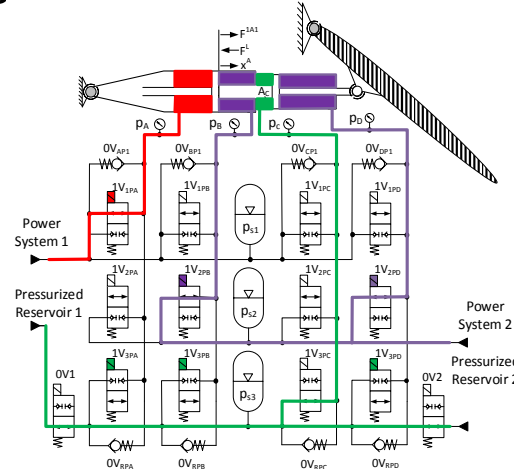 F1A1
FL
xA
AC
pA
pB
pC
pD
0VAP1
0VBP1
0VCP1
0VDP1
1V1PA
1V1PB
1V1PC
1V1PD
Power
System 1
ps1
1V2PA
1V2PB
1V2PC
1V2PD
Pressurized
Reservoir 1
ps2
Power
System 2
1V3PA
1V3PB
1V3PC
1V3PD
Pressurized
Reservoir 2
0V1
ps3
0V2
0VRPA
0VRPB
0VRPC
0VRPD